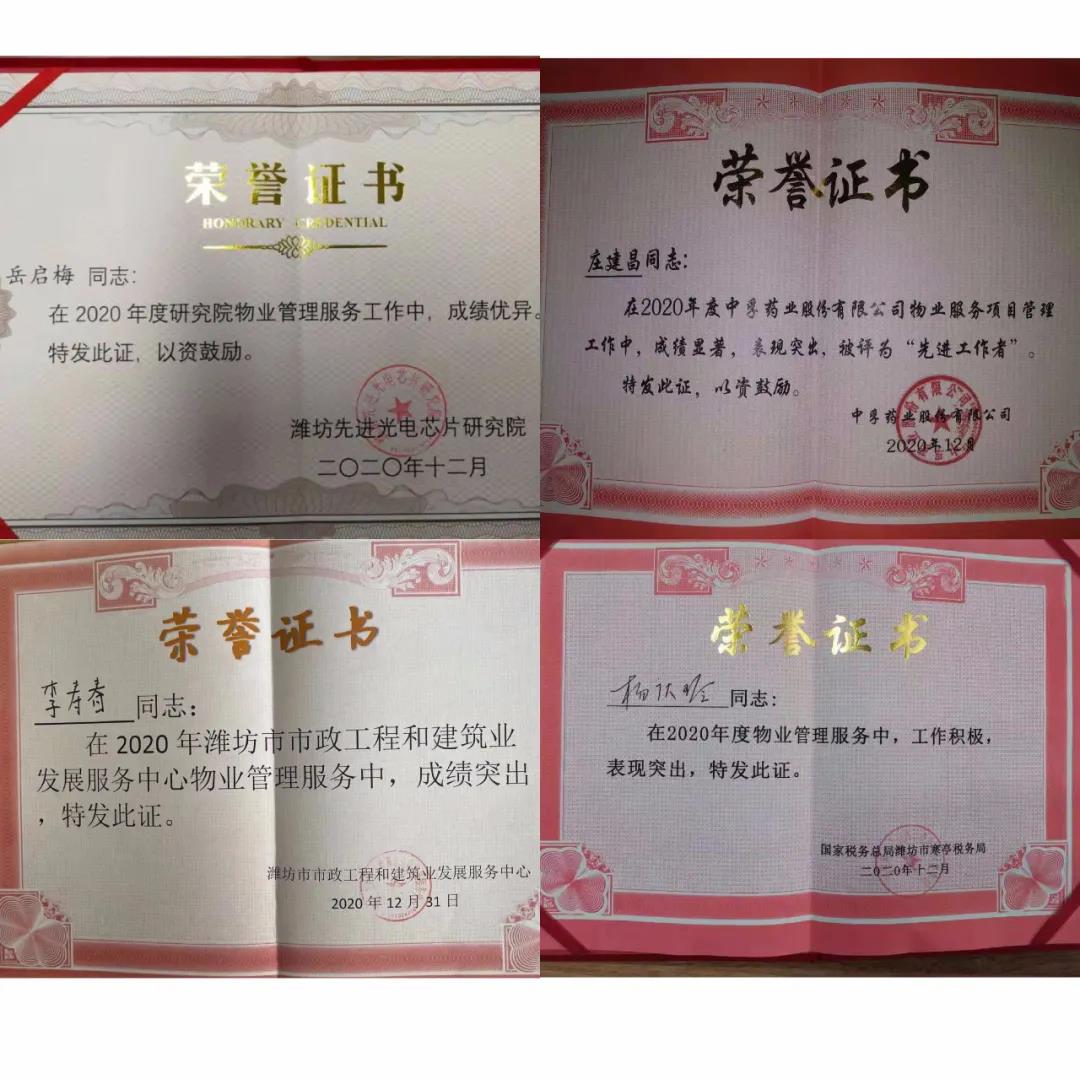 荣誉证书
HONORARY CREDENTIAL
岳启梅 同志:
在 2020 年度研究院物业管理服务工作中，成绩优异。
特发此证，以资鼓励。
潍坊先进光电芯片研究院
二〇二〇年十二月
荣誉证书
庄建昌同志:
在2020年度中孚药业股份有限公司物业服务项目管理
工作中，成绩显著，表现突出，被评为“先进工作者”。
特发此证，以资鼓励。
中孚药业股份有限公司
2020年12月
荣誉证书
李寿春 同志：
在 2020 年潍坊市市政工程和建筑业
发展服务中心物业管理服务中，成绩突出
，特发此证。
潍坊市市政工程和建筑业发展服务中心
2020 年 12 月 31 日
荣誉证书
同志:
在2020年度物业管理服务中，工作积极，
表现突出，特发此证。
国家税务总局潍坊市寒亭税务局
二〇二〇年十二月